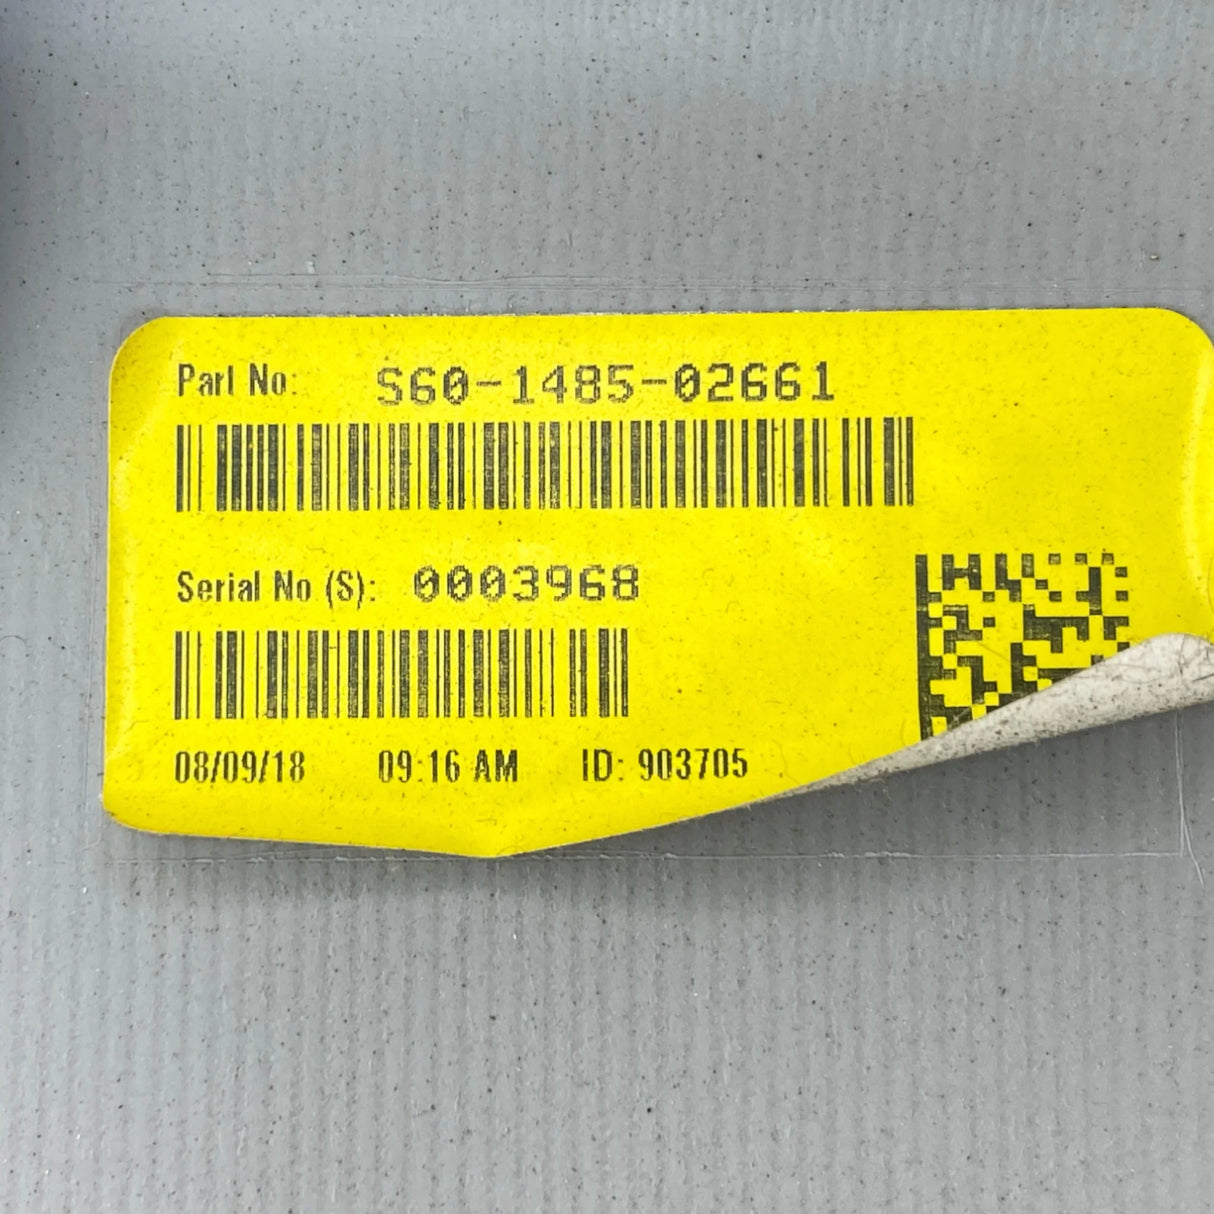 Part No: S60-1485-02661
Serial No (S): 0003968
08/09/18 09:16 AM ID: 903705